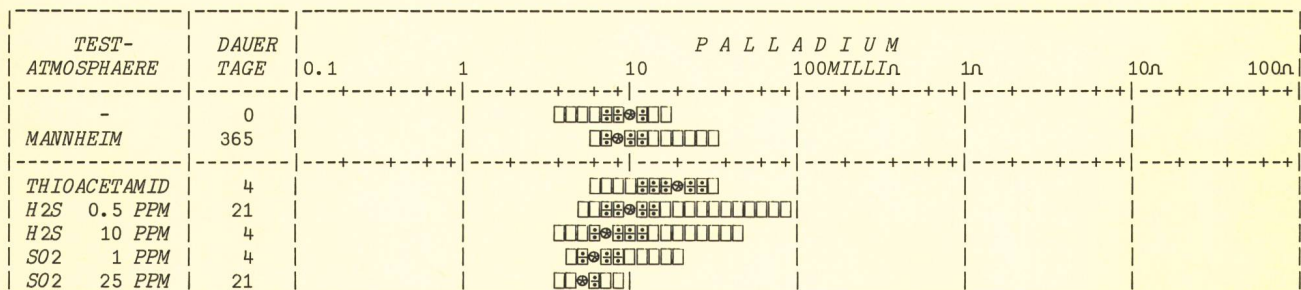 TEST- DAUER P A L L A D I U M
ATMOSPHAERE TAGE 0.1 1 10 100MILLIΩ 1Ω 10Ω 100Ω
- 0
MANNHEIM 365
THIOACETAMID 4
H2S 0.5 PPM 21
H2S 10 PPM 4
SO2 1 PPM 4
SO2 25 PPM 21